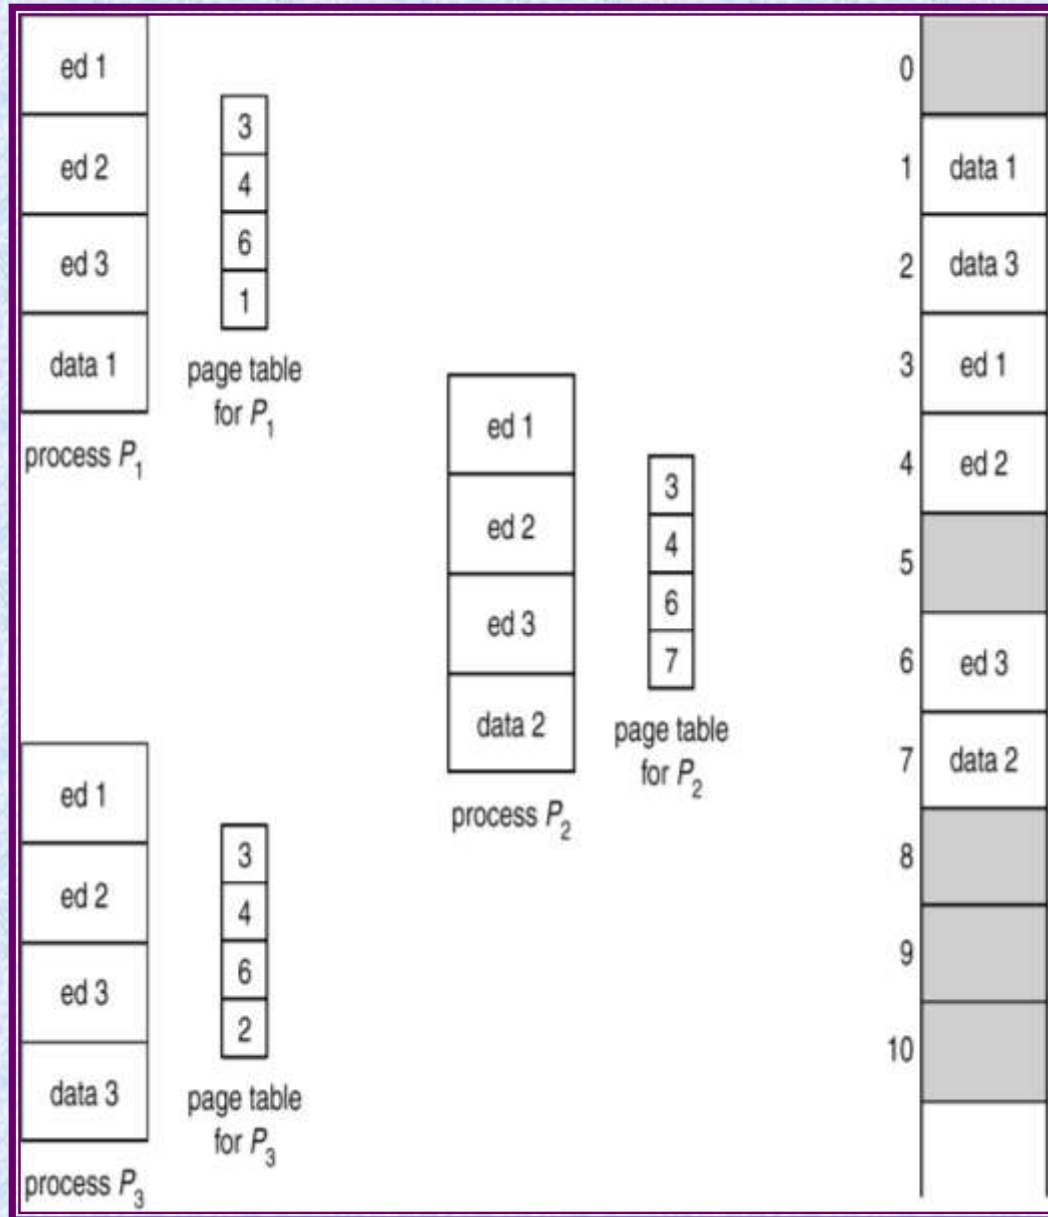 ed 1
ed 2
ed 3
data 1
process P1
3
4
6
1
page table
for P1
ed 1
ed 2
ed 3
data 2
process P2
3
4
6
7
page table
for P2
ed 1
ed 2
ed 3
data 3
process P3
3
4
6
2
page table
for P3
0
1 data 1
2 data 3
3 ed 1
4 ed 2
5
6 ed 3
7 data 2
8
9
10